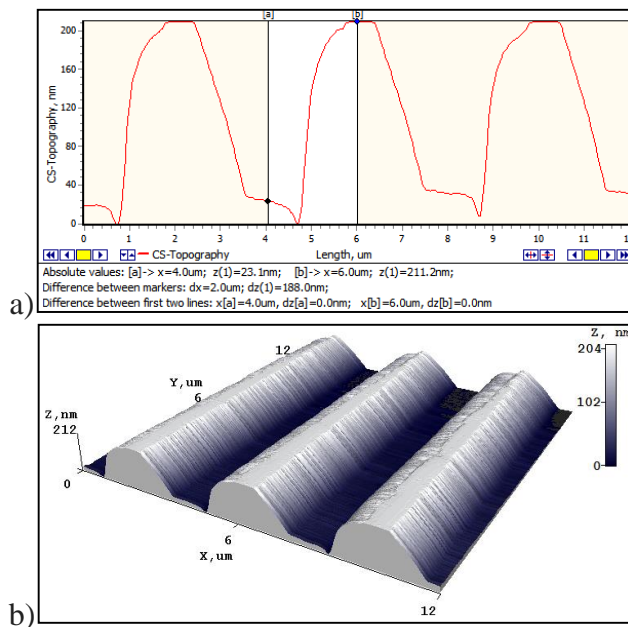 [a] [b]
CS-Topography, nm
200
160
120
80
40
0
0 1 2 3 4 5 6 7 8 9 10 11 12
CS-Topography Length, um
Absolute values: [a]-> x=4.0um; z(1)=23.1nm; [b]-> x=6.0um; z(1)=211.2nm;
Difference between markers: dx=2.0um; dz(1)=188.0nm;
Difference between first two lines: x[a]=4.0um, dz[a]=0.0nm; x[b]=6.0um, dz[b]=0.0nm
a)
Z, nm
204
102
0
12
Y,um
6
Z,nm
212
0
6
X,um
12
b)